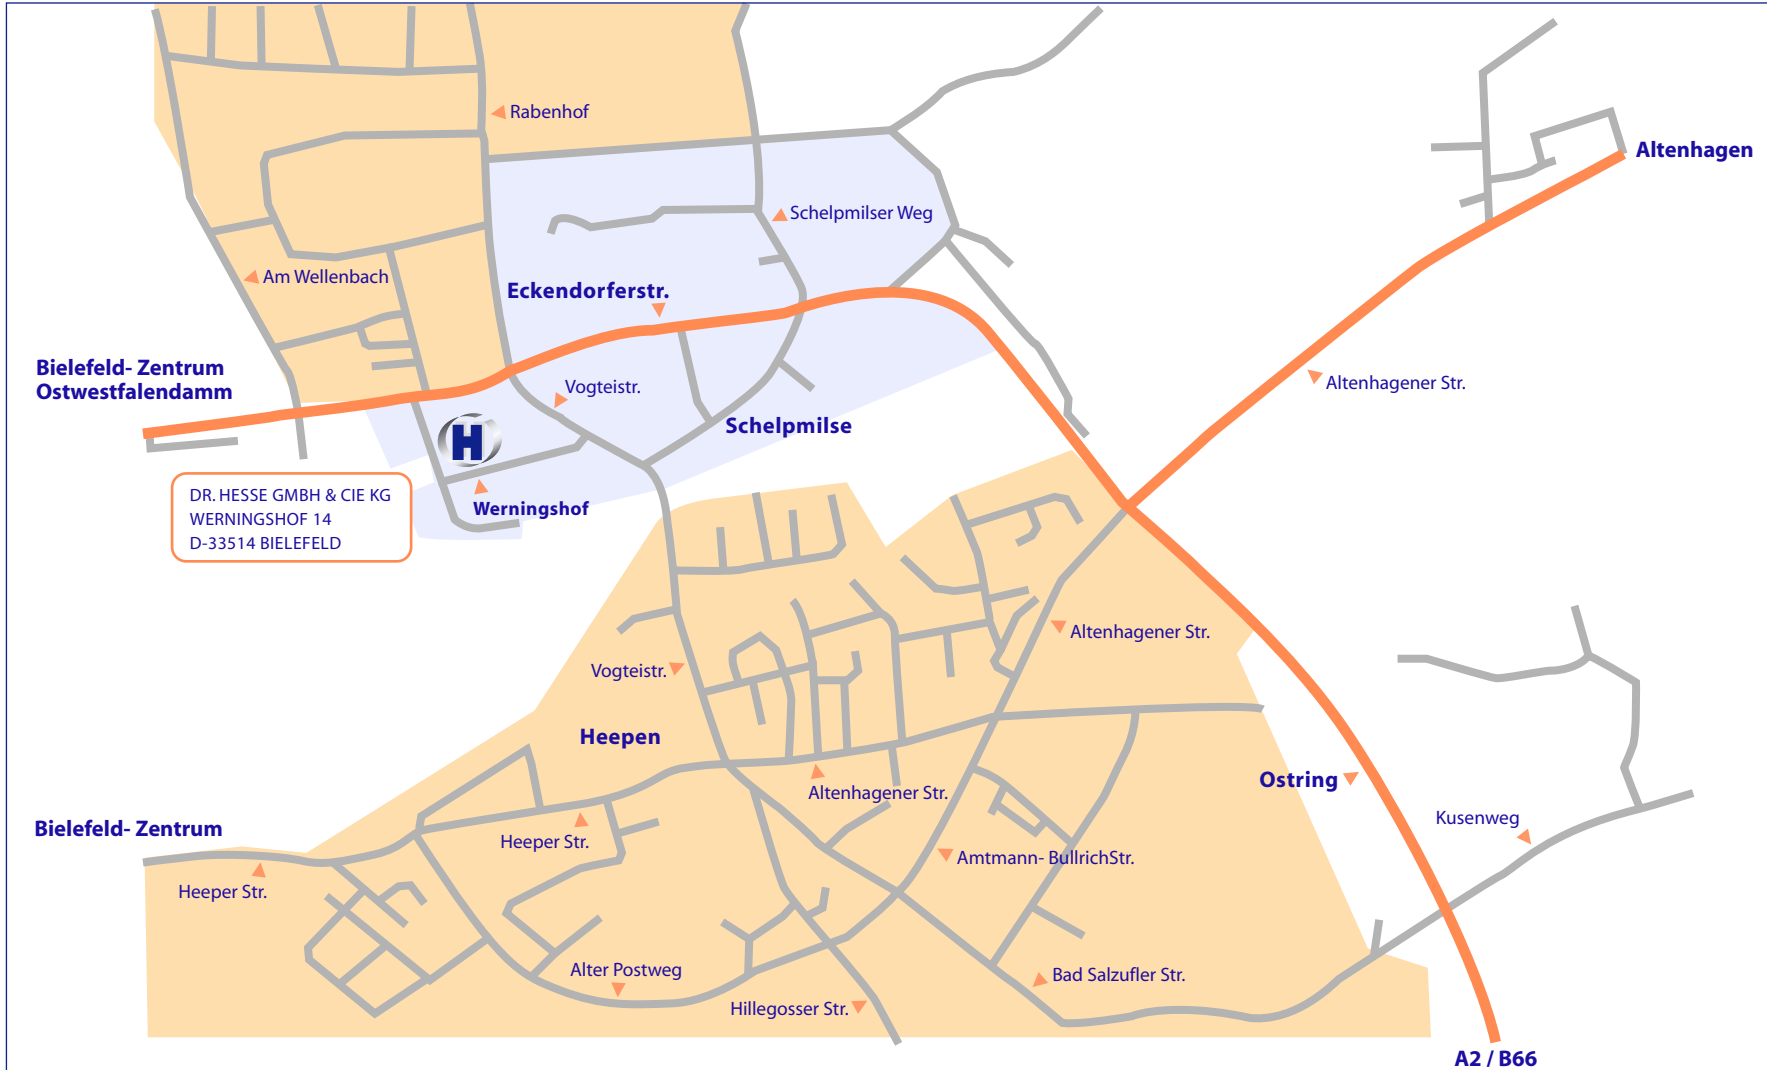 Rabenhof
Altenhagen
Schelpmilser Weg
Am Wellenbach
Eckendorferstr.
Bielefeld- Zentrum
Ostwestfalendamm
Vogteistr.
Altenhagener Str.
Schelpmilse
H
DR. HESSE GMBH & CIE KG
WERNINGSHOF 14
D-33514 BIELEFELD
Werningshof
Altenhagener Str.
Vogteistr.
Heepen
Ostring
Altenhagener Str.
Kusenweg
Bielefeld- Zentrum
Heeper Str.
Amtmann- BullrichStr.
Heeper Str.
Alter Postweg
Bad Salzufler Str.
Hillegosser Str.
A2 / B66